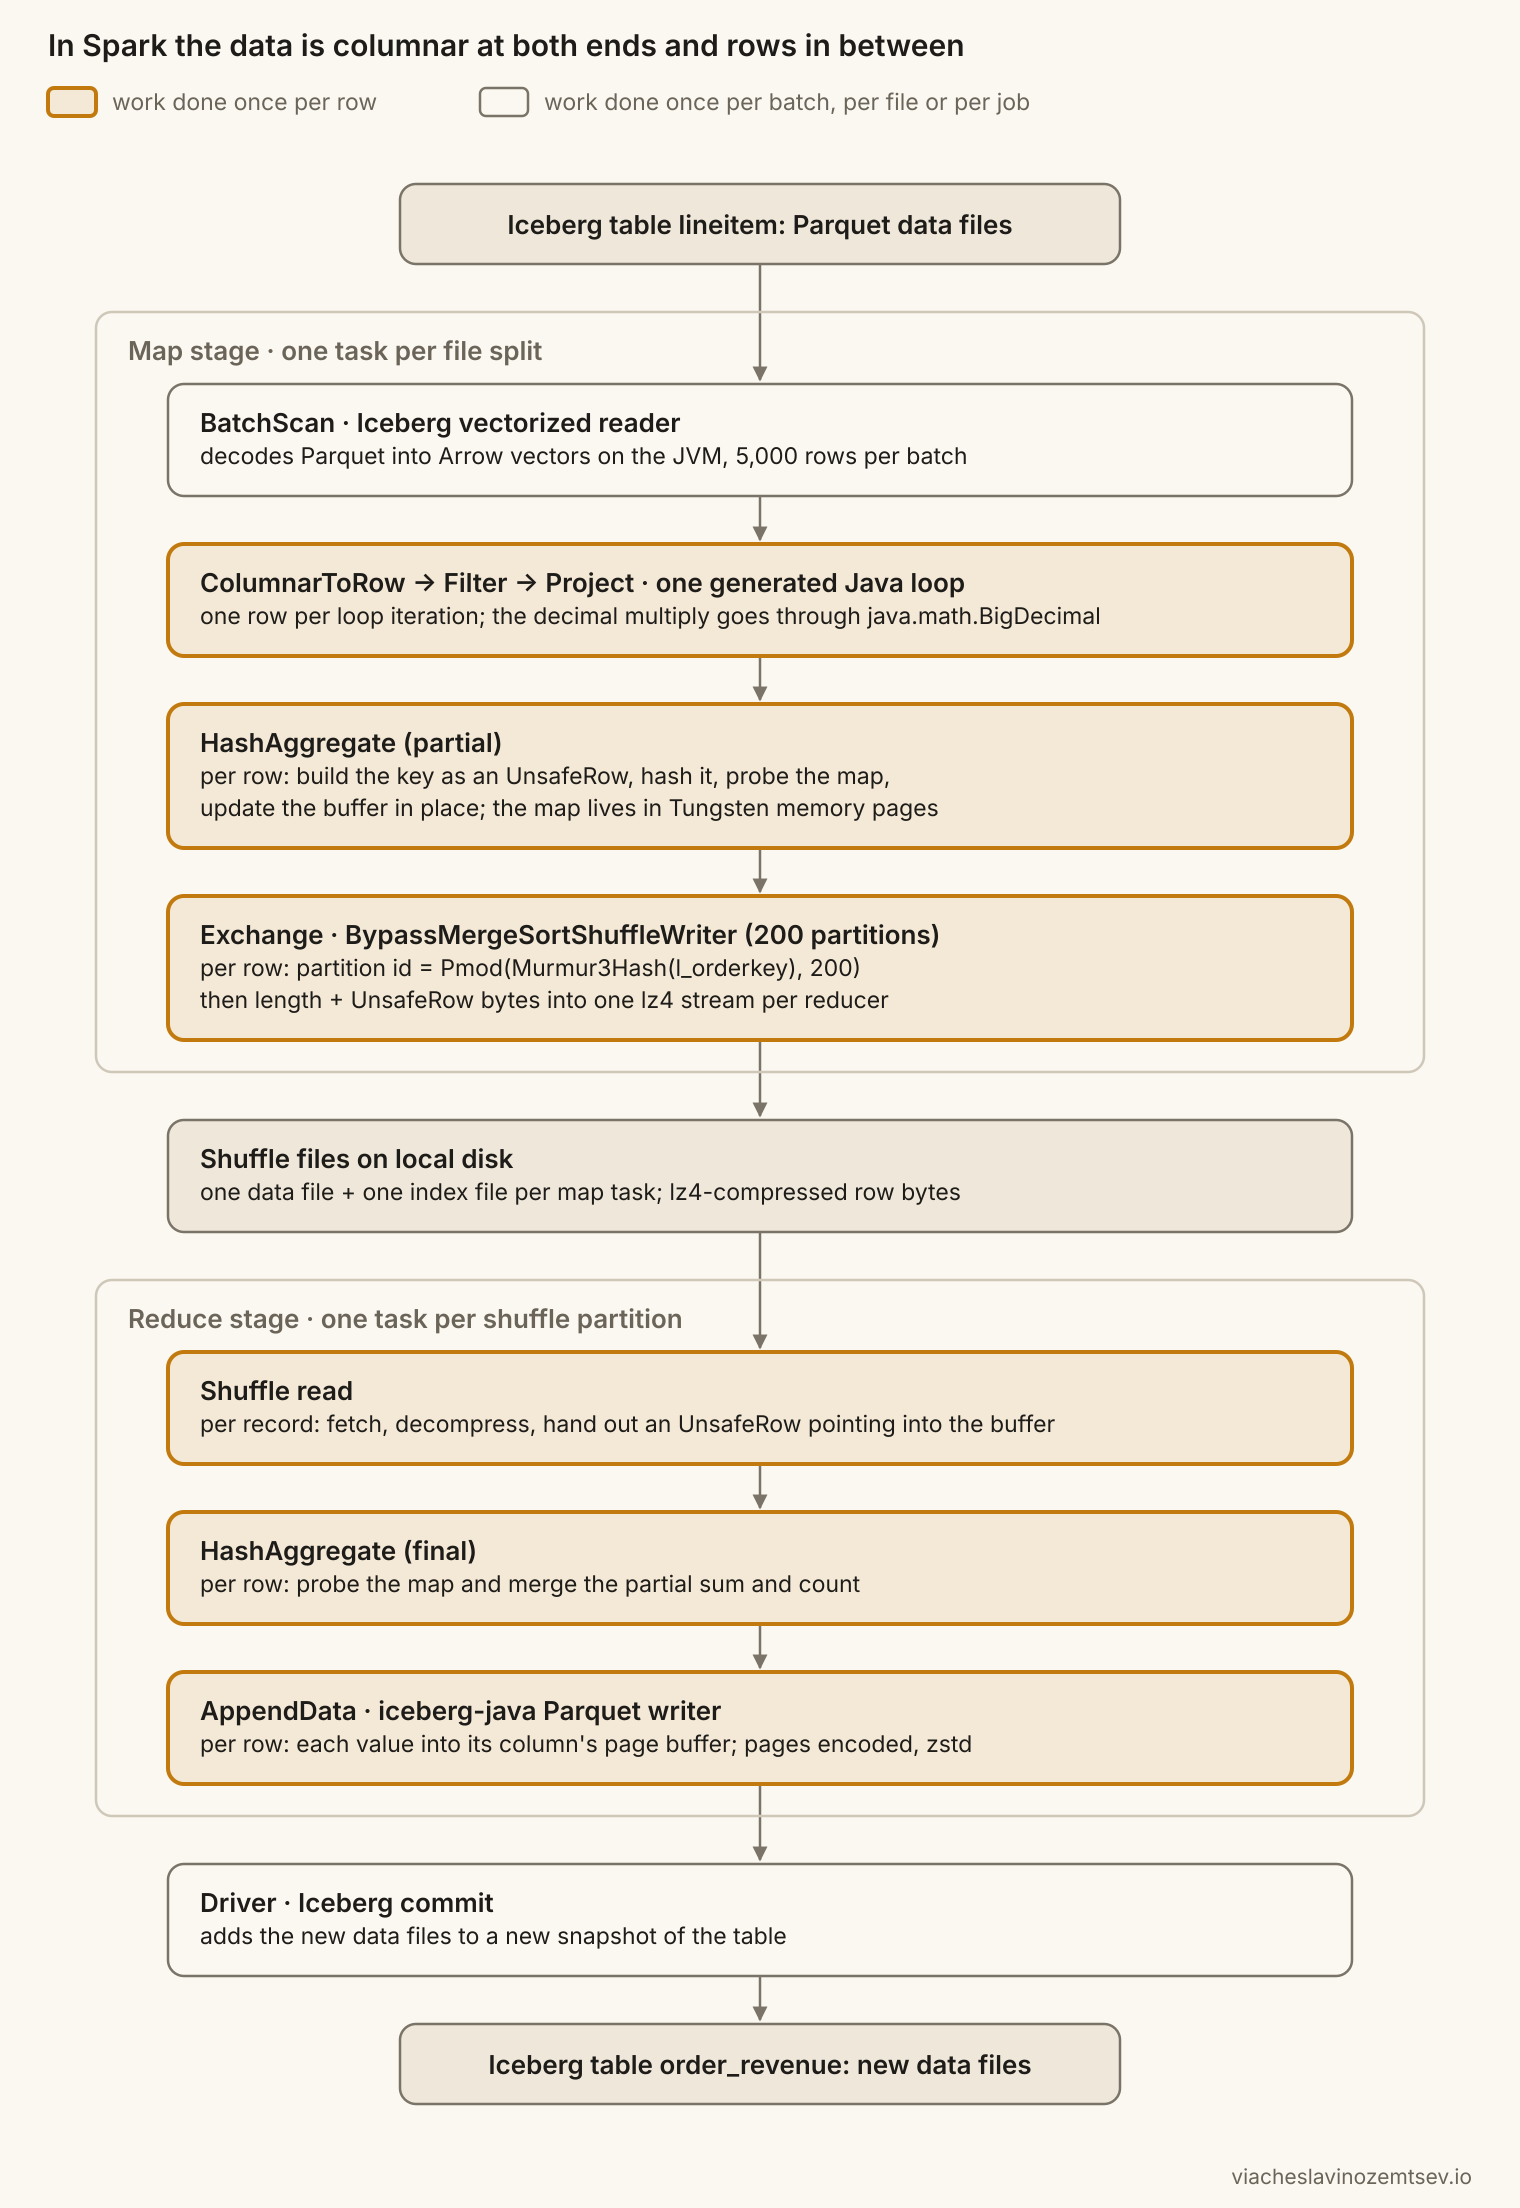 In Spark the data is columnar at both ends and rows in between
work done once per row
work done once per batch, per file or per job
Iceberg table lineitem: Parquet data files
Map stage · one task per file split
BatchScan · Iceberg vectorized reader
decodes Parquet into Arrow vectors on the JVM, 5,000 rows per batch
ColumnarToRow → Filter → Project · one generated Java loop
one row per loop iteration; the decimal multiply goes through java.math.BigDecimal
HashAggregate (partial)
per row: build the key as an UnsafeRow, hash it, probe the map,
update the buffer in place; the map lives in Tungsten memory pages
Exchange · BypassMergeSortShuffleWriter (200 partitions)
per row: partition id = Pmod(Murmur3Hash(l_orderkey), 200)
then length + UnsafeRow bytes into one lz4 stream per reducer
Shuffle files on local disk
one data file + one index file per map task; lz4-compressed row bytes
Reduce stage · one task per shuffle partition
Shuffle read
per record: fetch, decompress, hand out an UnsafeRow pointing into the buffer
HashAggregate (final)
per row: probe the map and merge the partial sum and count
AppendData · iceberg-java Parquet writer
per row: each value into its column's page buffer; pages encoded, zstd
Driver · Iceberg commit
adds the new data files to a new snapshot of the table
Iceberg table order_revenue: new data files
viacheslavinozemtsev.io